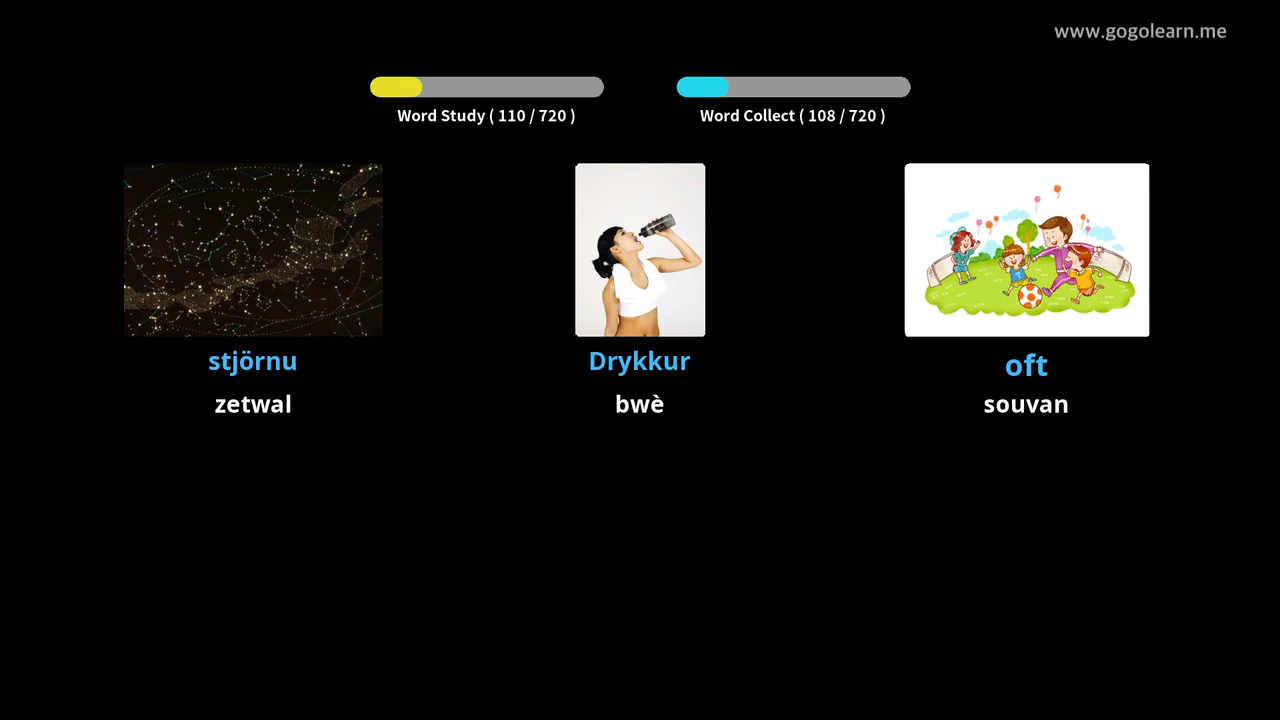 www.gogolearn.me
Word Study ( 110 / 720 )
Word Collect ( 108 / 720 )
stjörnu
zetwal
Drykkur
bwè
oft
souvan